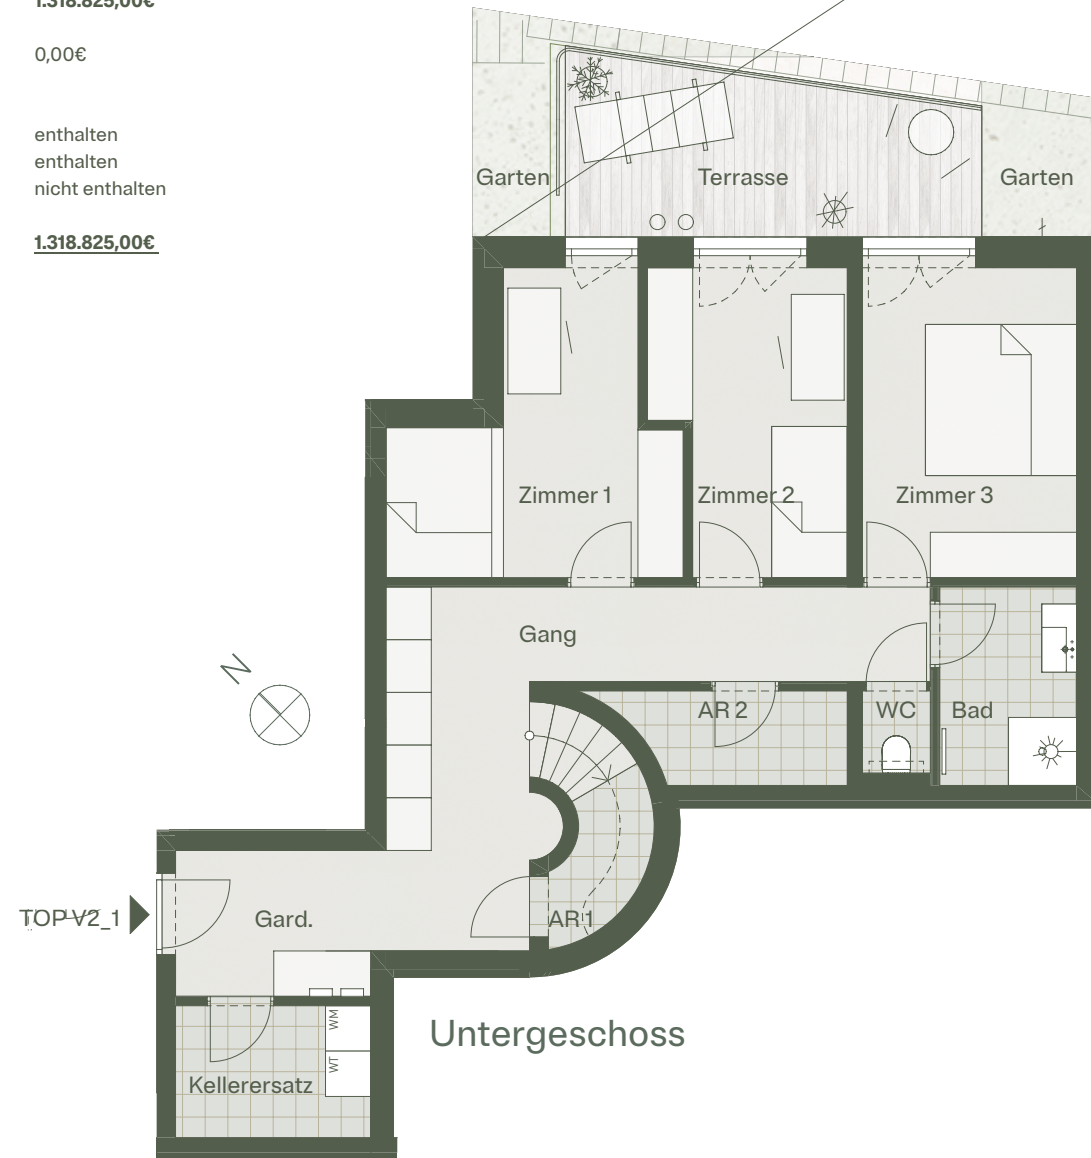 1.318.825,00€
0,00€
enthalten
enthalten
nicht enthalten
1.318.825,00€
Garten
Terrasse
Garten
Zimmer 1
Zimmer 2
Zimmer 3
Gang
N
AR 2
WC
Bad
TOP V2_1
Gard.
AR 1
WM
WT
Untergeschoss
Kellerersatz